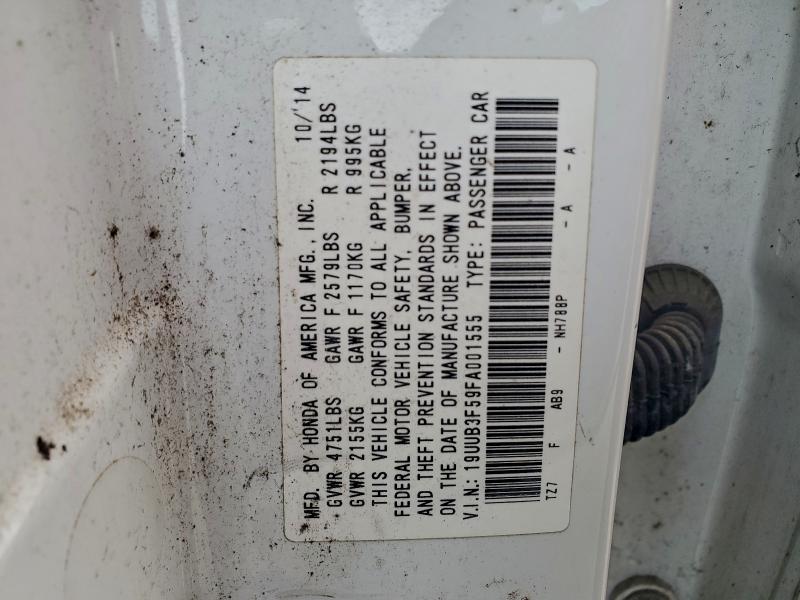 MFD. BY HONDA OF AMERICA MFG., INC. 10/'14
GVWR 4751LBS GAWR F 2579LBS R 2194LBS
GVWR 2155KG GAWR F 1170KG R 995KG
THIS VEHICLE CONFORMS TO ALL APPLICABLE
FEDERAL MOTOR VEHICLE SAFETY, BUMPER,
AND THEFT PREVENTION STANDARDS IN EFFECT
ON THE DATE OF MANUFACTURE SHOWN ABOVE.
V.I.N.: 19UUB3F59FA001555 TYPE: PASSENGER CAR
TZ7 F AB9 - NH788P -A -A